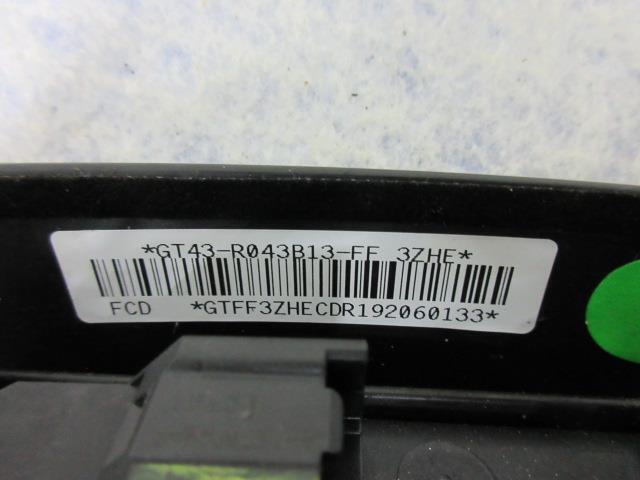 *GT43-R043B13-FF 3ZHE*
FCD *GTFF3ZHECDR192060133*